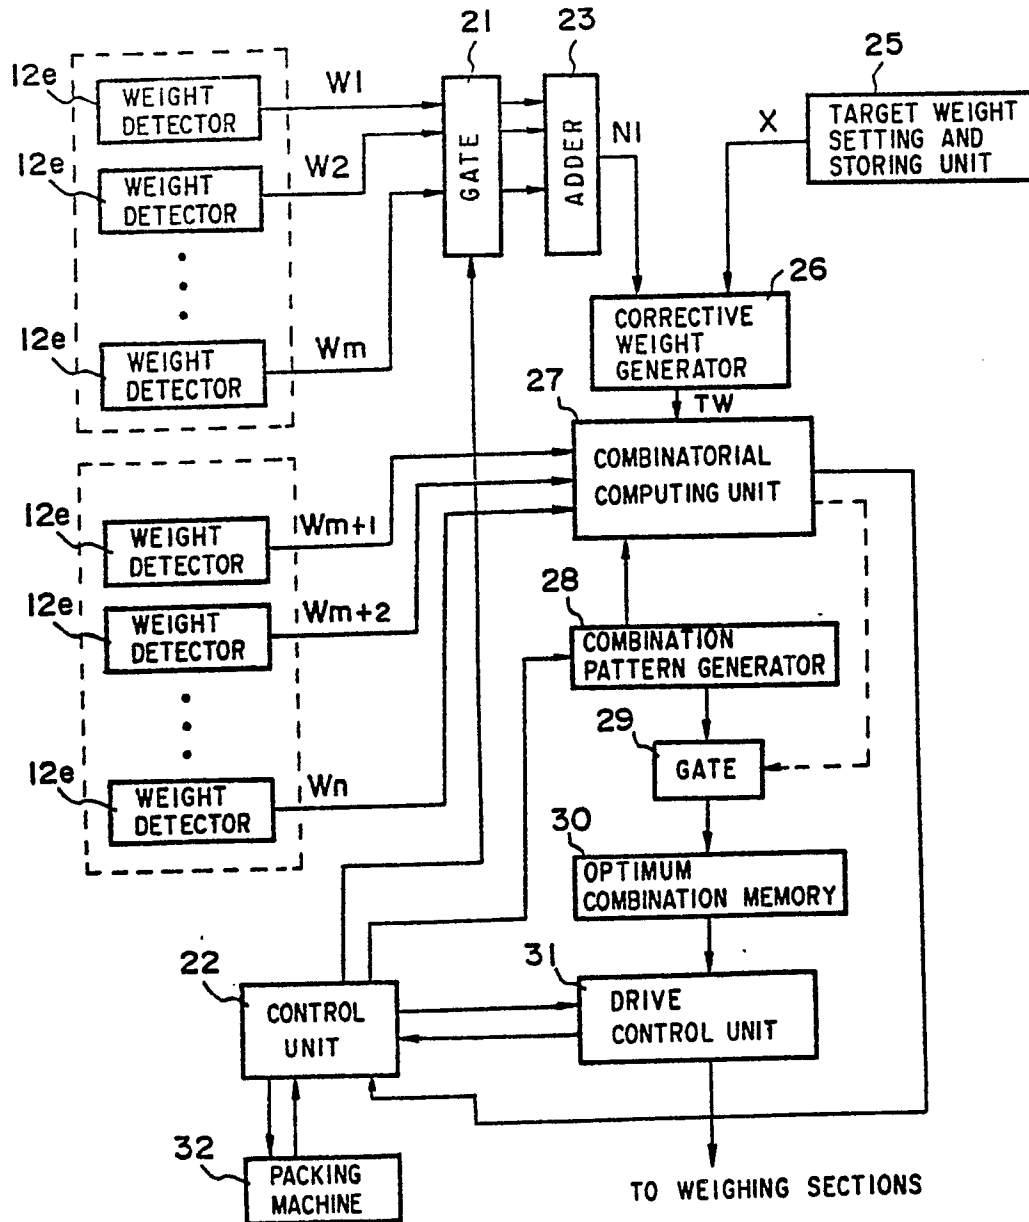 21
23
25
12e
WEIGHT
DETECTOR
W1
GATE
ADDER
N1
X
TARGET WEIGHT
SETTING AND
STORING UNIT
12e
WEIGHT
DETECTOR
W2
26
CORRECTIVE
WEIGHT
GENERATOR
12e
WEIGHT
DETECTOR
Wm
TW
27
COMBINATORIAL
COMPUTING UNIT
12e
WEIGHT
DETECTOR
Wm+1
28
COMBINATION
PATTERN GENERATOR
12e
WEIGHT
DETECTOR
Wm+2
29
GATE
12e
WEIGHT
DETECTOR
Wn
30
OPTIMUM
COMBINATION MEMORY
22
CONTROL
UNIT
31
DRIVE
CONTROL UNIT
32
PACKING
MACHINE
TO WEIGHING SECTIONS